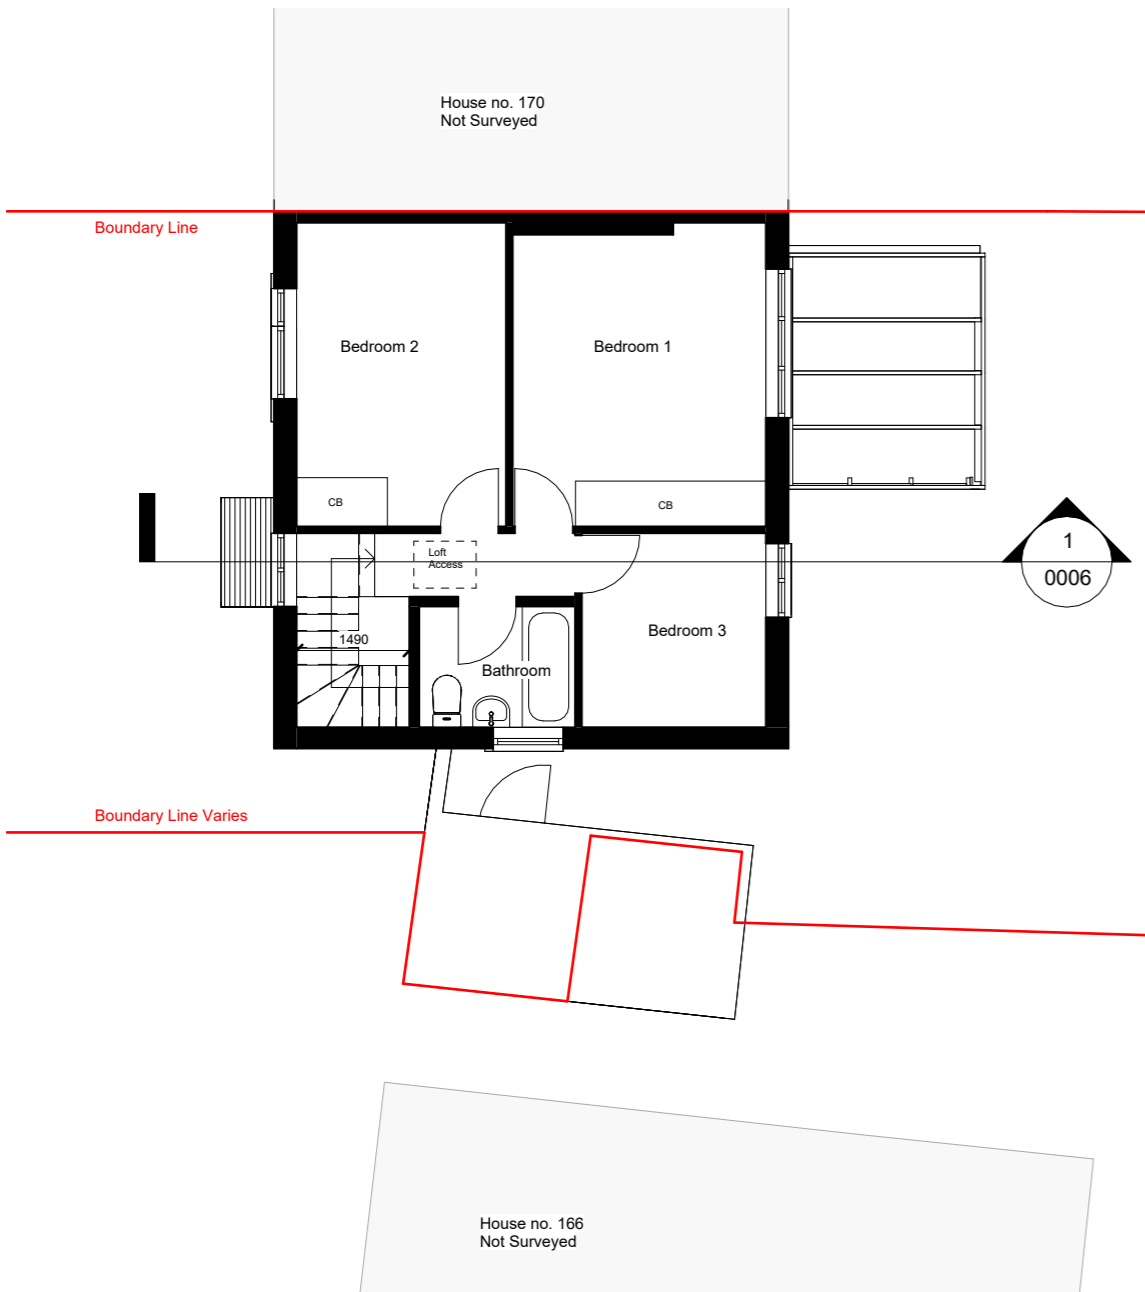 House no. 170
Not Surveyed
Boundary Line
Bedroom 2
Bedroom 1
CB
CB
Loft
Access
1
0006
1490
Bedroom 3
Bathroom
Boundary Line Varies
House no. 166
Not Surveyed